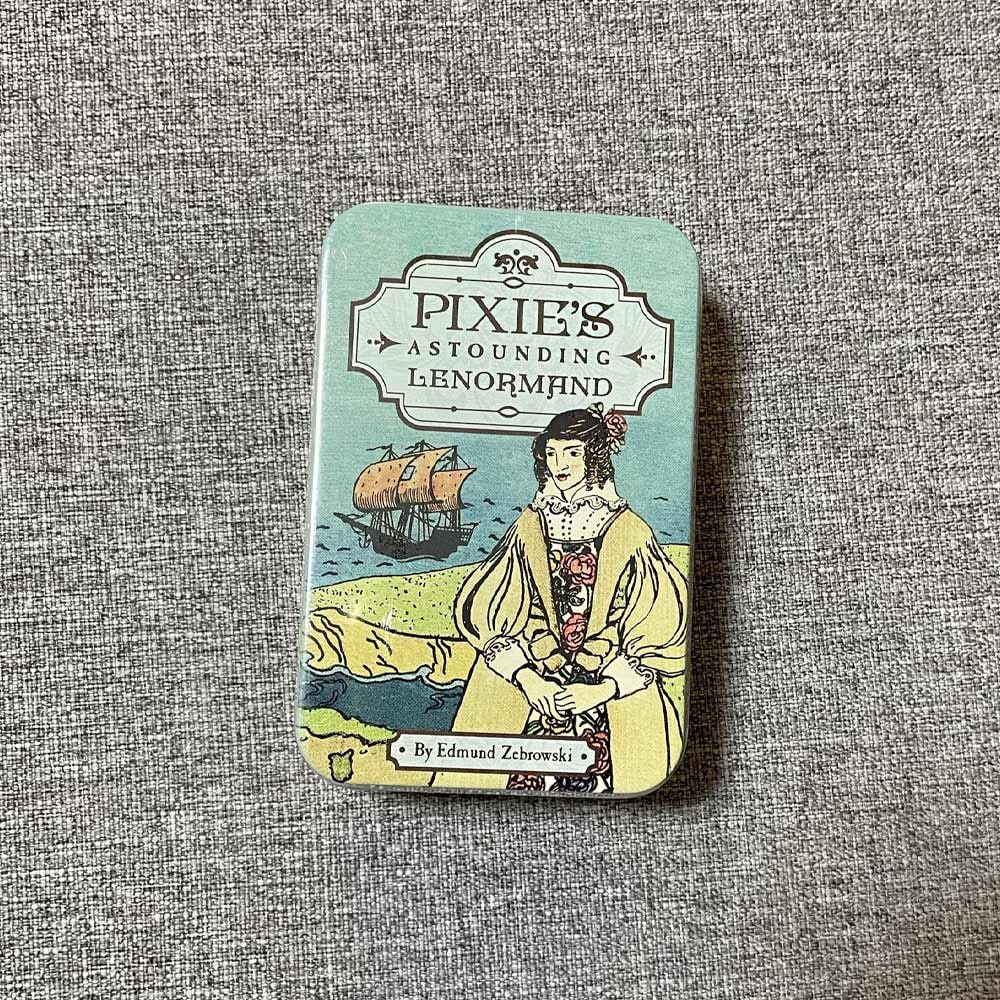 PIXIE'S
ASTOUNDING
LENORMAND
By Edmund Zebrowski